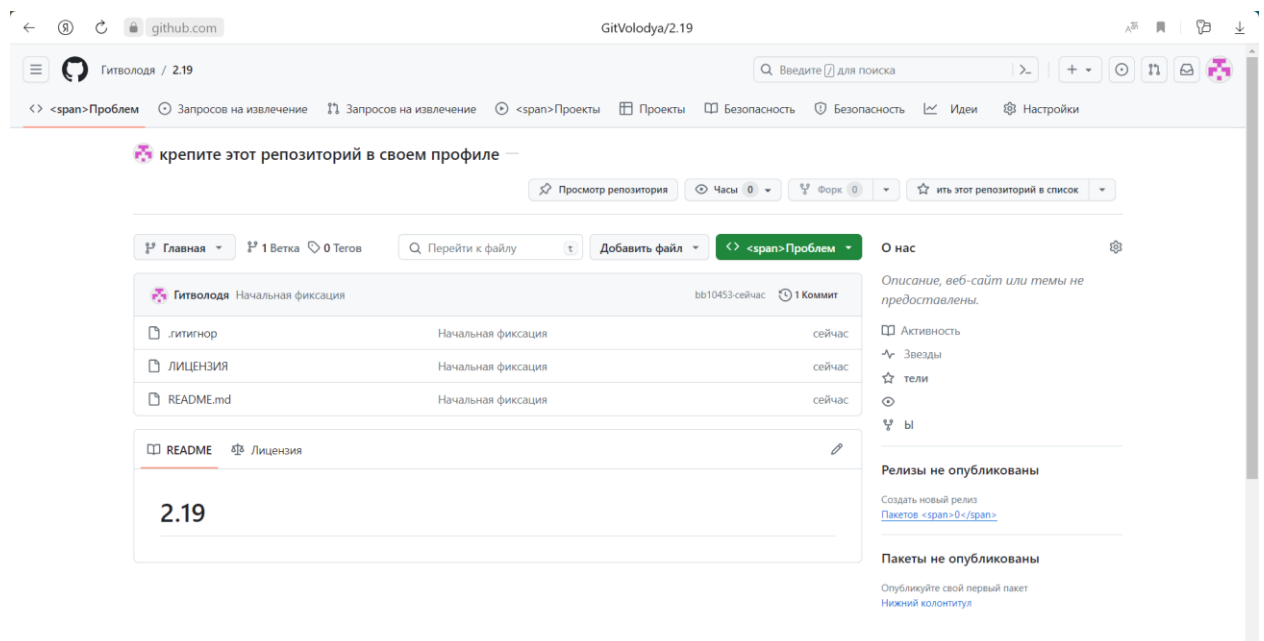 Я github.com GitVolodya/2.19
Гитволодя / 2.19 Введите / для поиска
<> <span>Проблем Запросов на извлечение Запросов на извлечение <span>Проекты Проекты Безопасность Безопасность Идеи Настройки
крепите этот репозиторий в своем профиле
Просмотр репозитория Часы 0 Форк 0 ить этот репозиторий в список
Главная 1 Ветка 0 Тегов Перейти к файлу t Добавить файл <> <span>Проблем О нас
Описание, веб-сайт или темы не
предоставлены.
Гитволодя Начальная фиксация bb10453·сейчас 1 Коммит
.гитигнор Начальная фиксация сейчас
Активность
Звезды
ЛИЦЕНЗИЯ Начальная фиксация сейчас
тели
README.md Начальная фиксация сейчас
Ы
README Лицензия
Релизы не опубликованы
Создать новый релиз
Пакетов <span>0</span>
2.19
Пакеты не опубликованы
Опубликуйте свой первый пакет
Нижний колонтитул